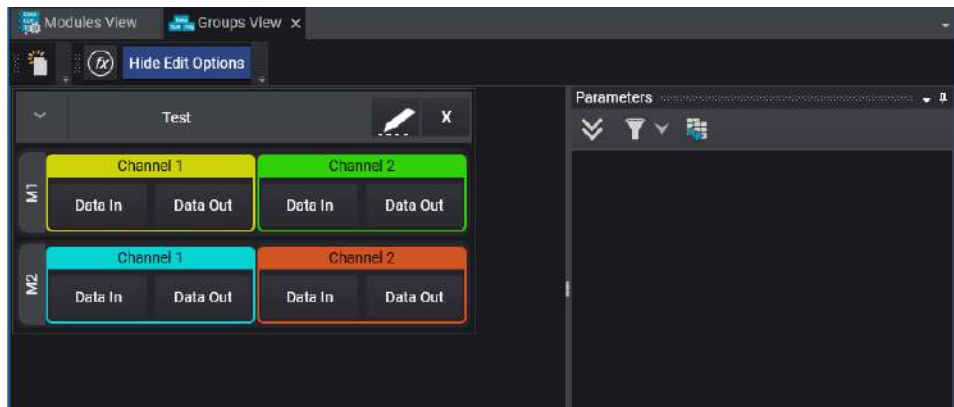 Modules View
Groups View x
fx Hide Edit Options
Parameters
Test X
Channel 1 Channel 2
M1
Data In Data Out Data In Data Out
Channel 1 Channel 2
M2
Data In Data Out Data In Data Out